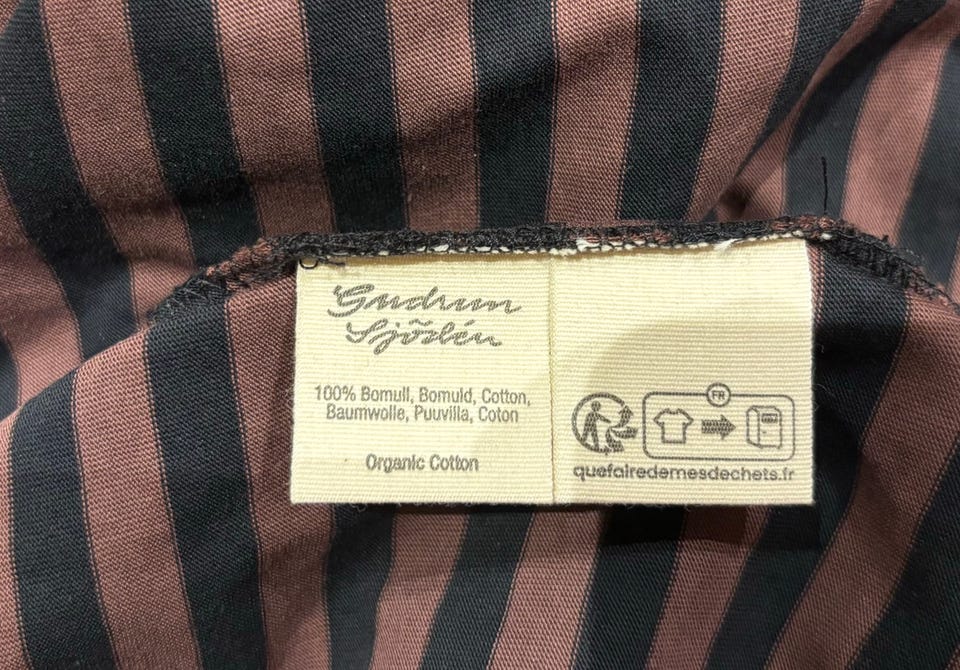 Gudrun
Sjödén
100% Bomull, Bomuld, Cotton,
Baumwolle, Puuvilla, Coton
Organic Cotton
FR
quefairedemesdechets.fr